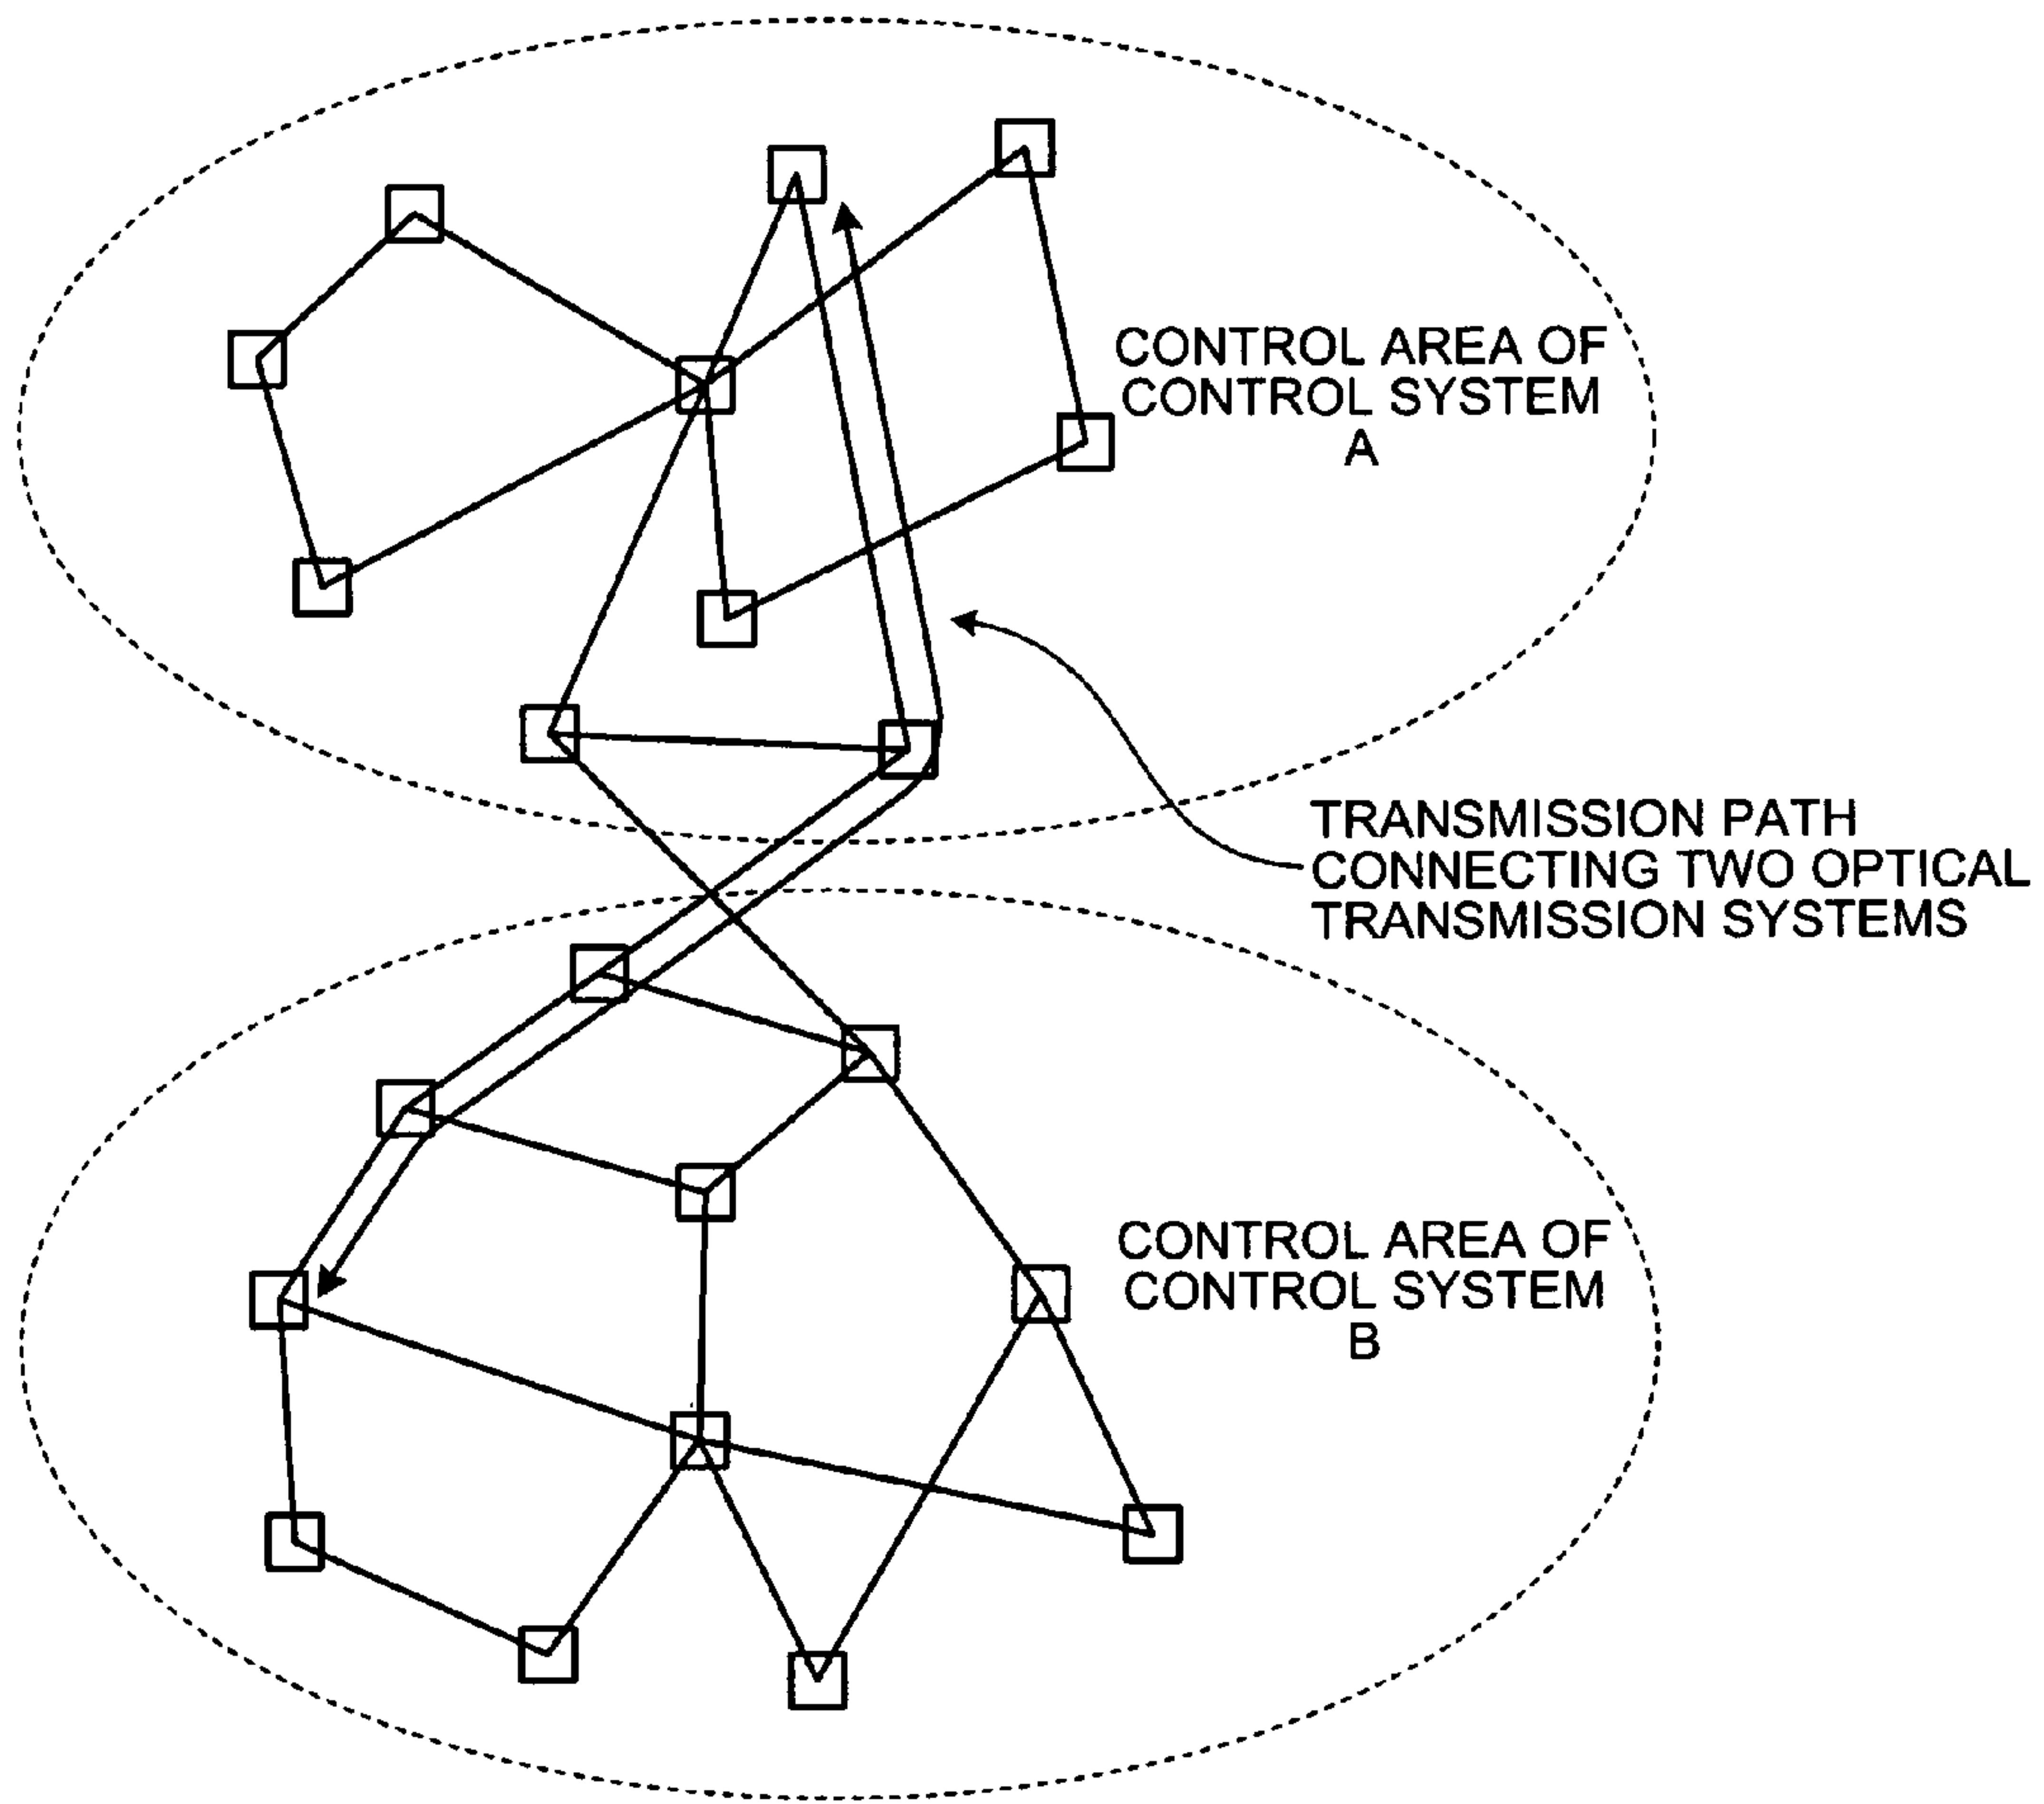 CONTROL AREA OF
CONTROL SYSTEM
A
TRANSMISSION PATH
CONNECTING TWO OPTICAL
TRANSMISSION SYSTEMS
CONTROL AREA OF
CONTROL SYSTEM
B